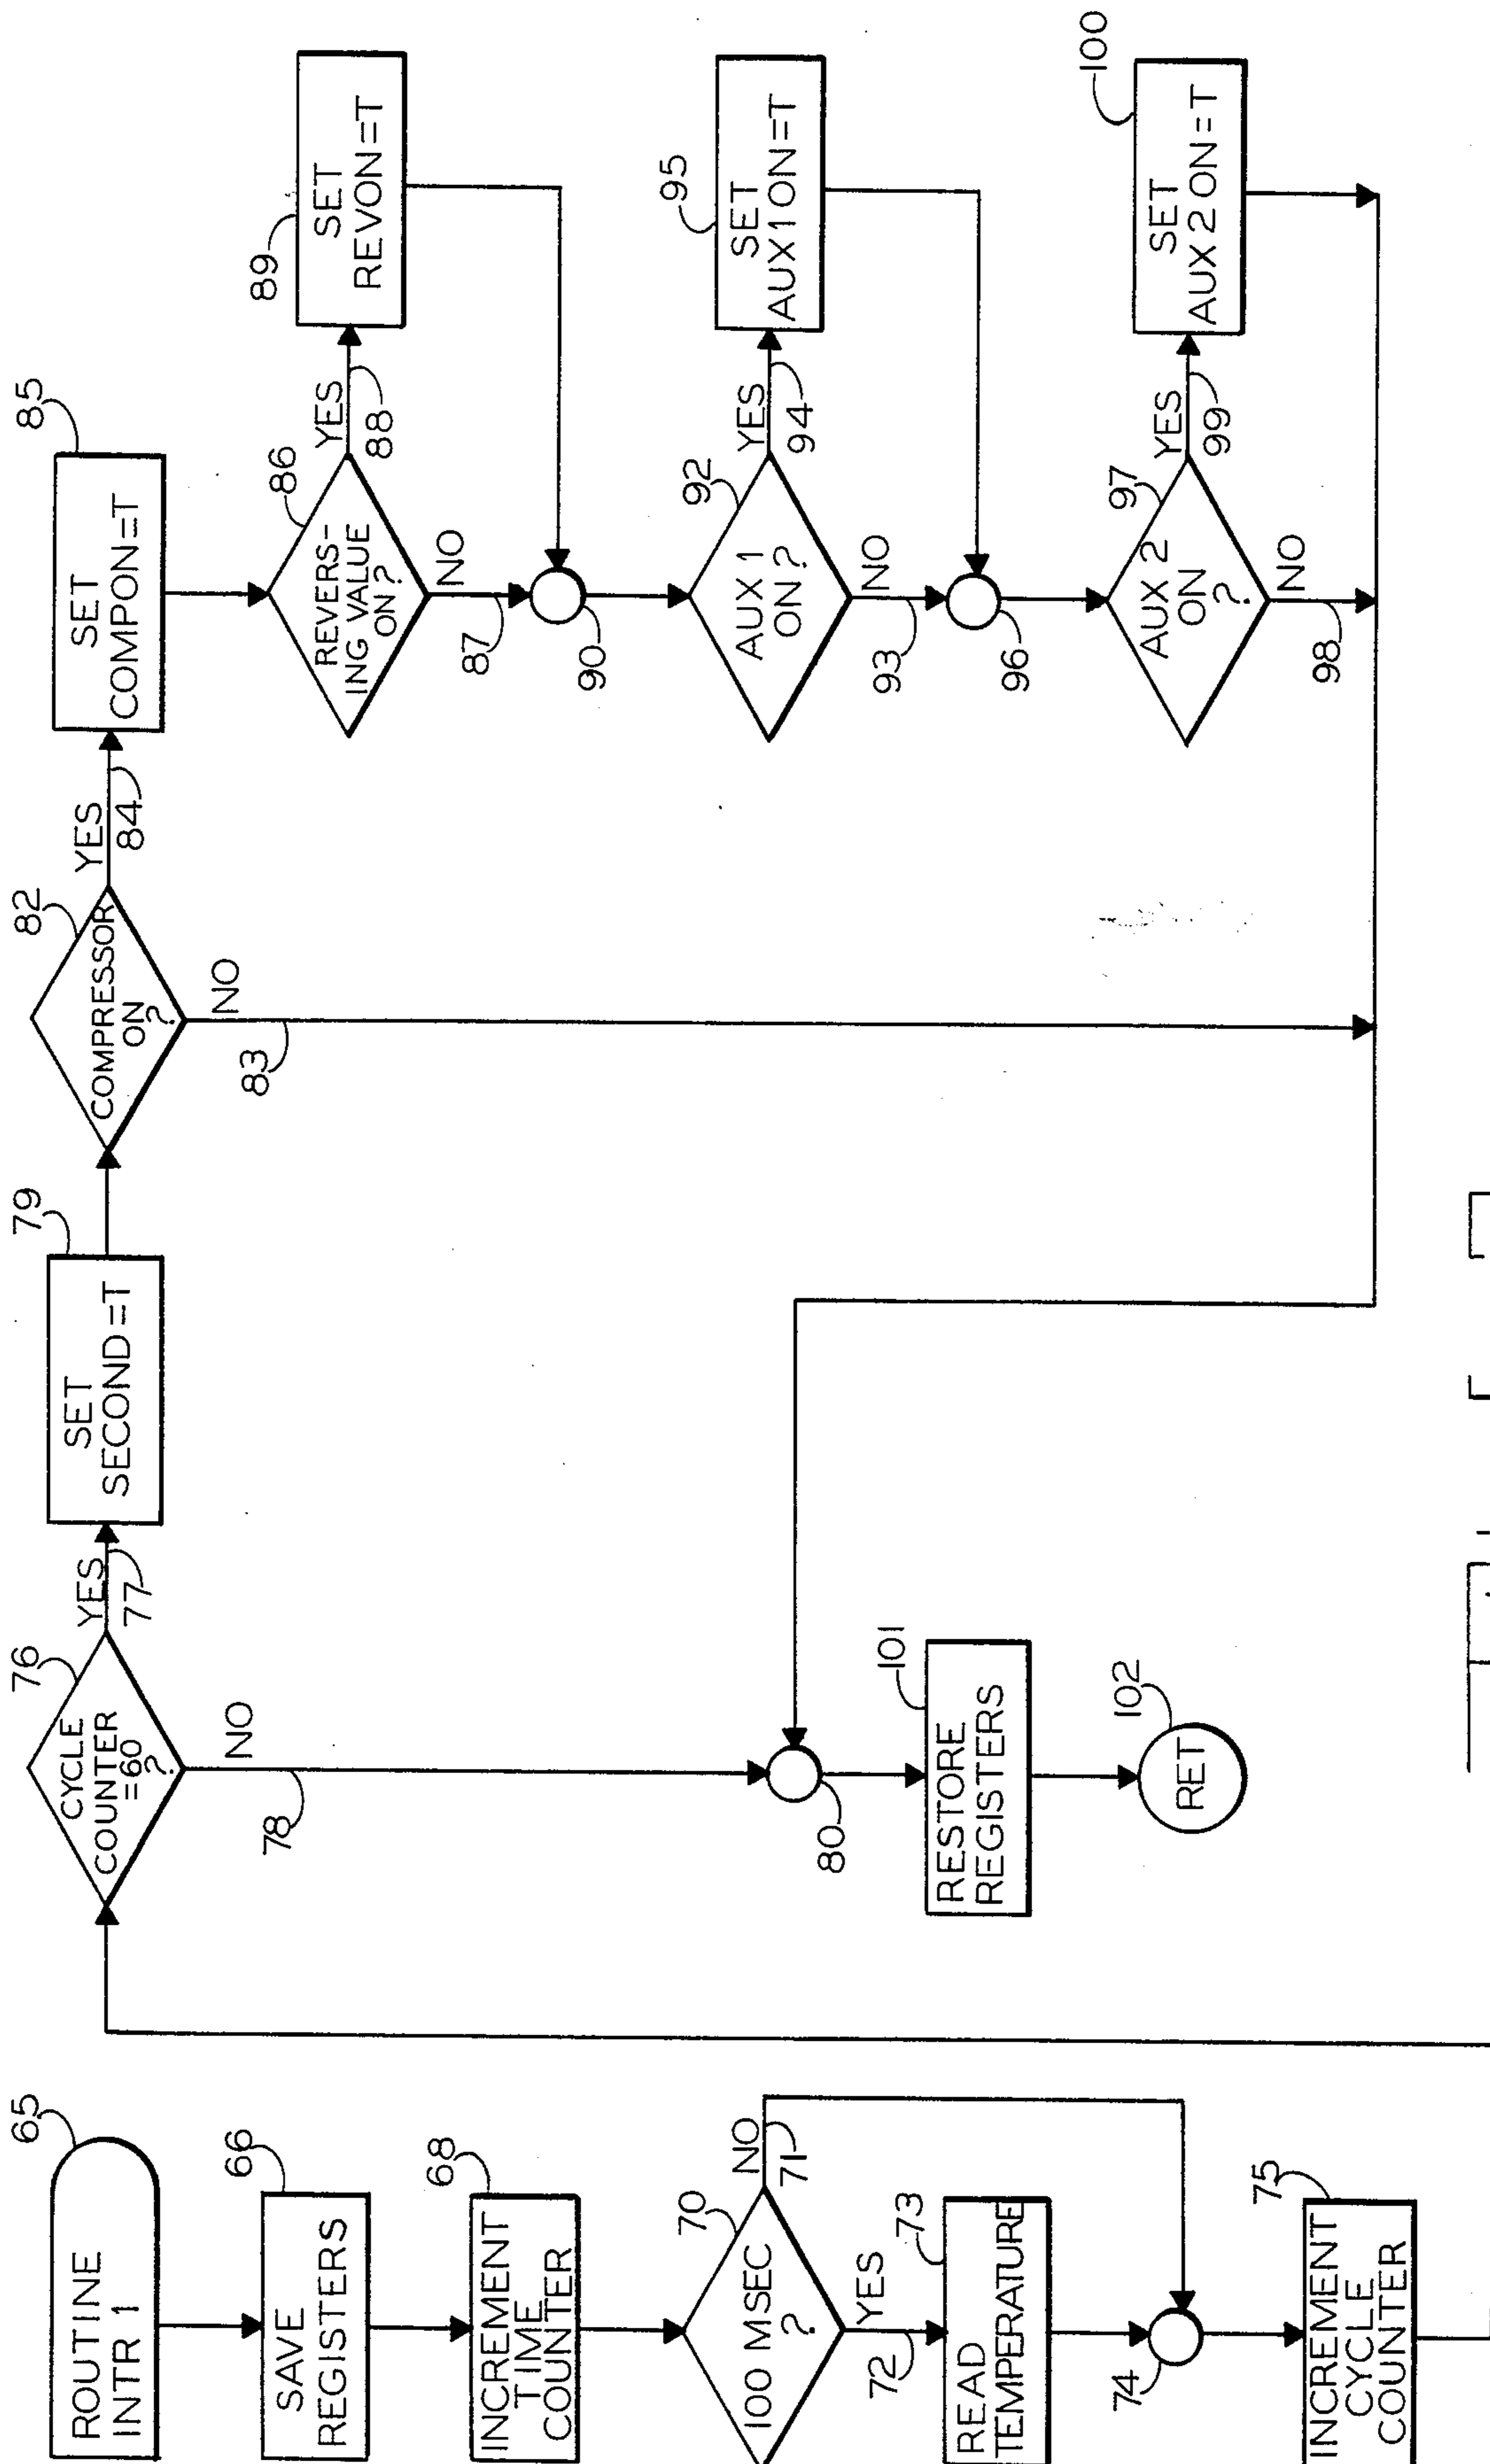 65
ROUTINE
INTR 1
66
SAVE
REGISTERS
68
INCREMENT
TIME
COUNTER
70
100 MSEC
?
NO
71
YES
72
73
READ
TEMPERATURE
74
75
INCREMENT
CYCLE
COUNTER
76
CYCLE
COUNTER
=60
?
YES
77
NO
78
79
SET
SECOND=T
80
101
RESTORE
REGISTERS
102
RET
82
COMPRESSOR
ON
?
YES
84
NO
83
85
SET
COMPON=T
86
REVERS-
ING VALUE
ON?
YES
88
NO
87
89
SET
REVON=T
90
92
AUX 1
ON?
YES
94
NO
93
95
SET
AUX1ON=T
96
97
AUX 2
ON
?
YES
99
NO
98
100
SET
AUX2ON=T